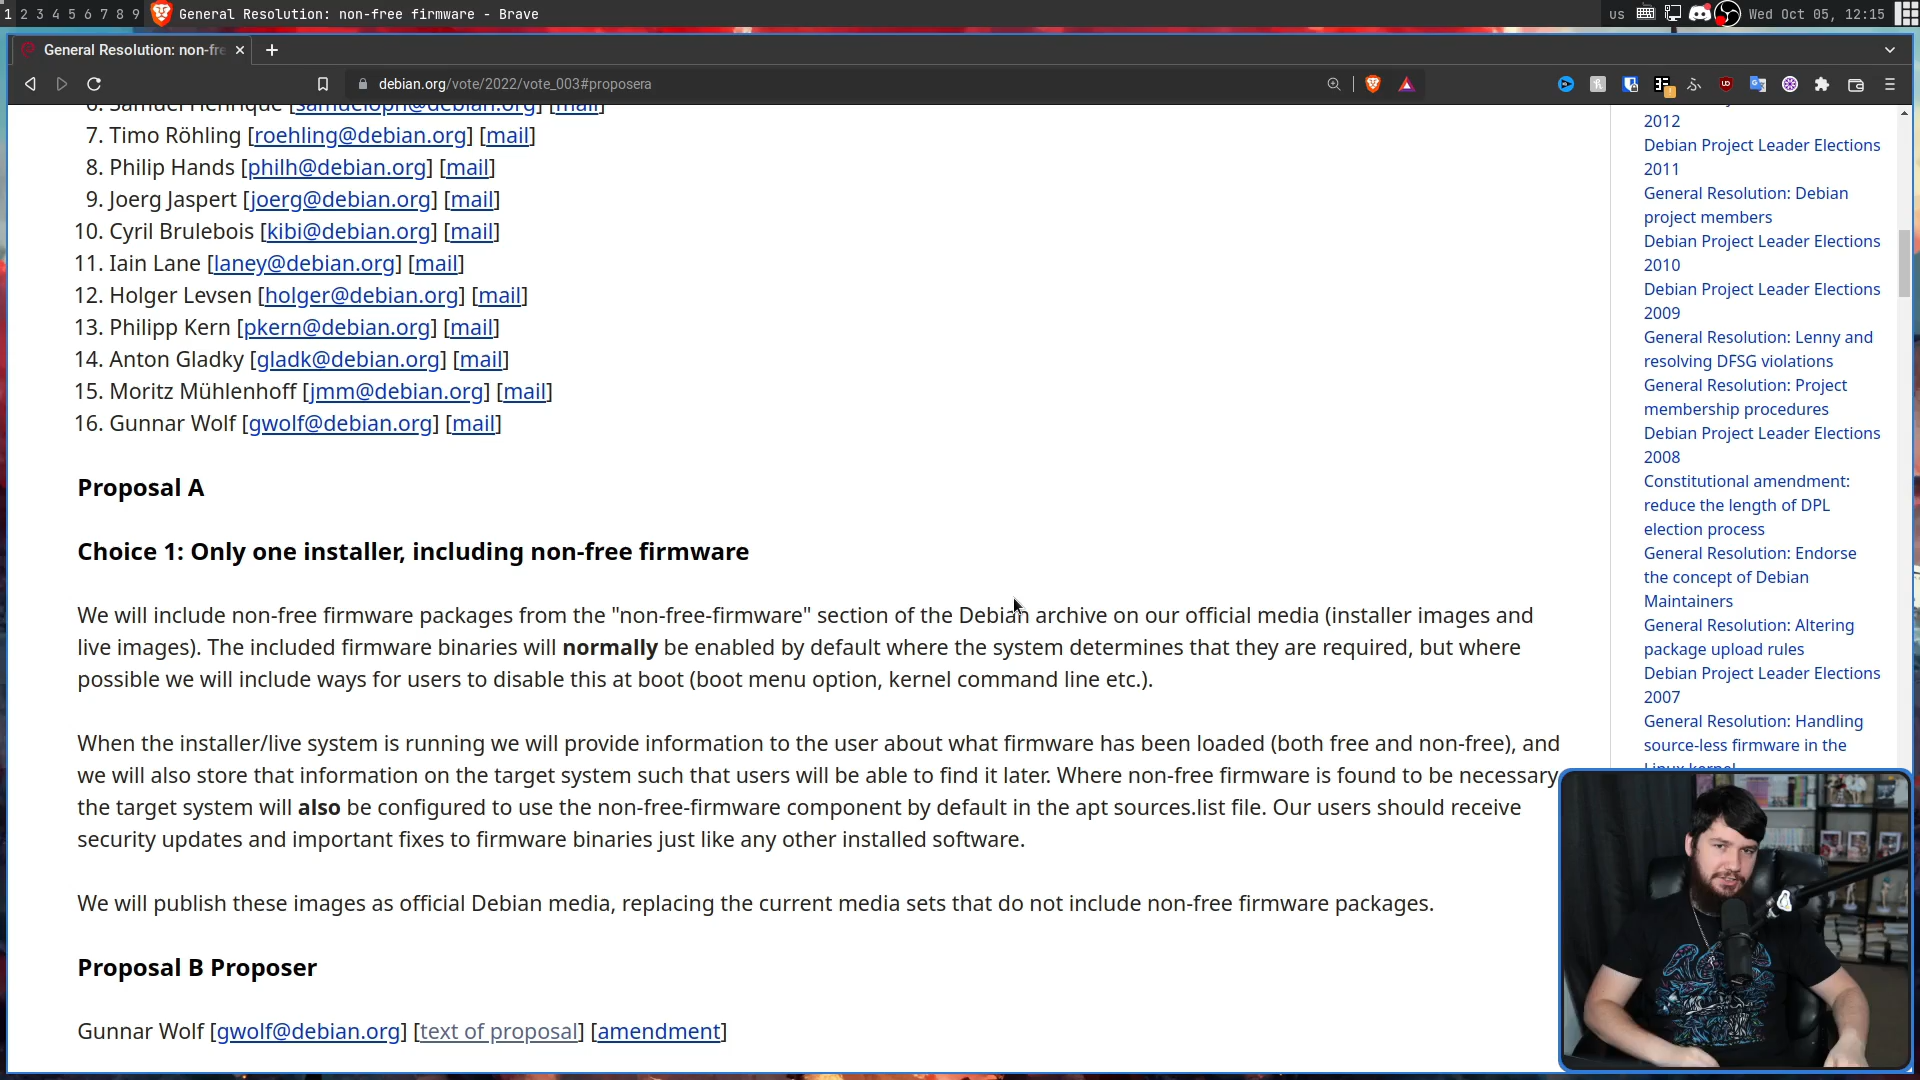 1 2 3 4 5 6 7 8 9 General Resolution: non-free firmware - Brave us Wed Oct 05, 12:15
General Resolution: non-fre
debian.org/vote/2022/vote_003#proposera
6. Samuel Henrique [samueloph@debian.org] [mail]
7. Timo Röhling [roehling@debian.org] [mail]
8. Philip Hands [philh@debian.org] [mail]
9. Joerg Jaspert [joerg@debian.org] [mail]
10. Cyril Brulebois [kibi@debian.org] [mail]
11. Iain Lane [laney@debian.org] [mail]
12. Holger Levsen [holger@debian.org] [mail]
13. Philipp Kern [pkern@debian.org] [mail]
14. Anton Gladky [gladk@debian.org] [mail]
15. Moritz Mühlenhoff [jmm@debian.org] [mail]
16. Gunnar Wolf [gwolf@debian.org] [mail]
Proposal A
Choice 1: Only one installer, including non-free firmware
We will include non-free firmware packages from the "non-free-firmware" section of the Debian archive on our official media (installer images and
live images). The included firmware binaries will normally be enabled by default where the system determines that they are required, but where
possible we will include ways for users to disable this at boot (boot menu option, kernel command line etc.).
When the installer/live system is running we will provide information to the user about what firmware has been loaded (both free and non-free), and
we will also store that information on the target system such that users will be able to find it later. Where non-free firmware is found to be necessary
the target system will also be configured to use the non-free-firmware component by default in the apt sources.list file. Our users should receive
security updates and important fixes to firmware binaries just like any other installed software.
We will publish these images as official Debian media, replacing the current media sets that do not include non-free firmware packages.
Proposal B Proposer
Gunnar Wolf [gwolf@debian.org] [text of proposal] [amendment]
2012
Debian Project Leader Elections
2011
General Resolution: Debian
project members
Debian Project Leader Elections
2010
Debian Project Leader Elections
2009
General Resolution: Lenny and
resolving DFSG violations
General Resolution: Project
membership procedures
Debian Project Leader Elections
2008
Constitutional amendment:
reduce the length of DPL
election process
General Resolution: Endorse
the concept of Debian
Maintainers
General Resolution: Altering
package upload rules
Debian Project Leader Elections
2007
General Resolution: Handling
source-less firmware in the
Linux kernel